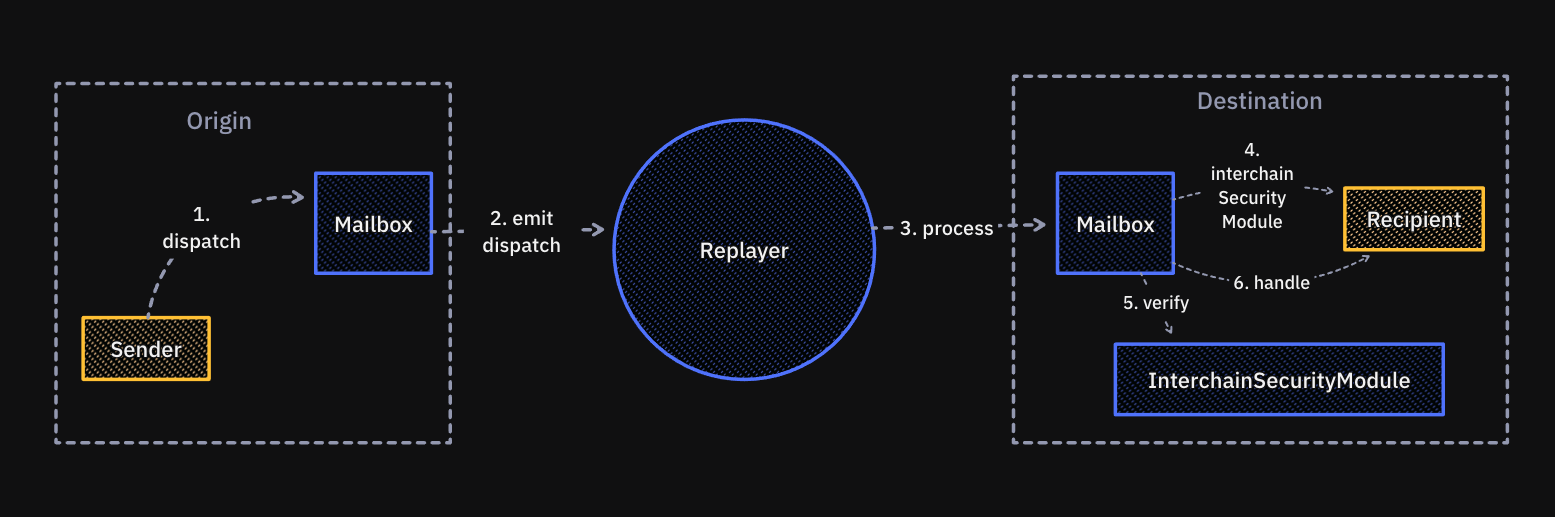 Origin
1.
dispatch
Mailbox
Sender
2. emit
dispatch
Replayer
3. process
Destination
Mailbox
4.
interchain
Security
Module
Recipient
6. handle
5. verify
InterchainSecurityModule